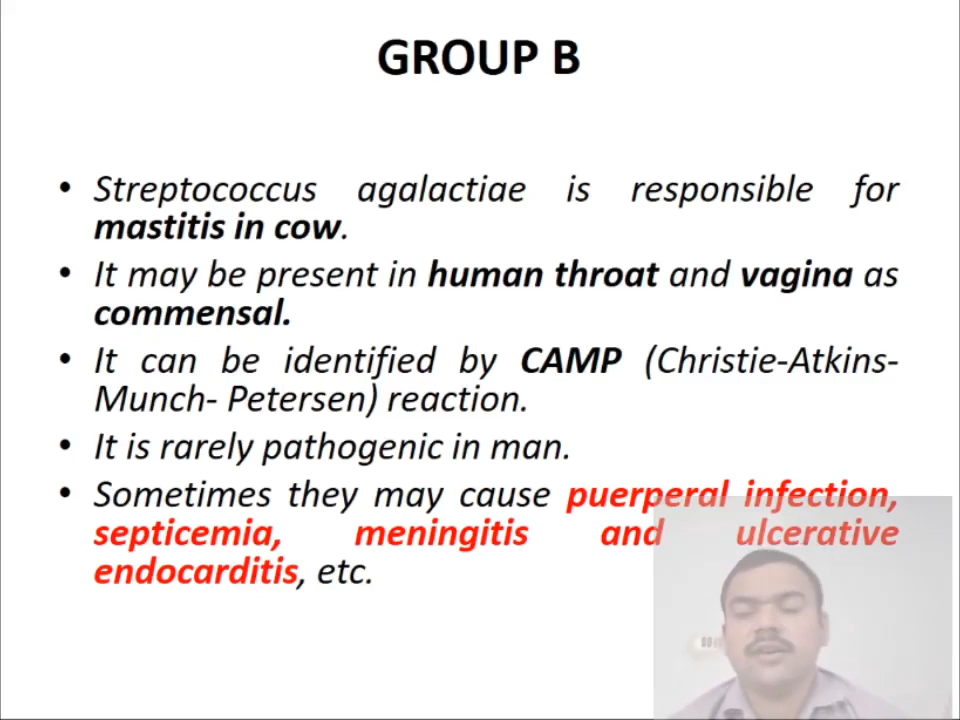 GROUP B
• Streptococcus agalactiae is responsible for
mastitis in cow.
• It may be present in human throat and vagina as
commensal.
• It can be identified by CAMP (Christie-Atkins-
Munch- Petersen) reaction.
• It is rarely pathogenic in man.
• Sometimes they may cause puerperal infection,
septicemia, meningitis and ulcerative
endocarditis, etc.